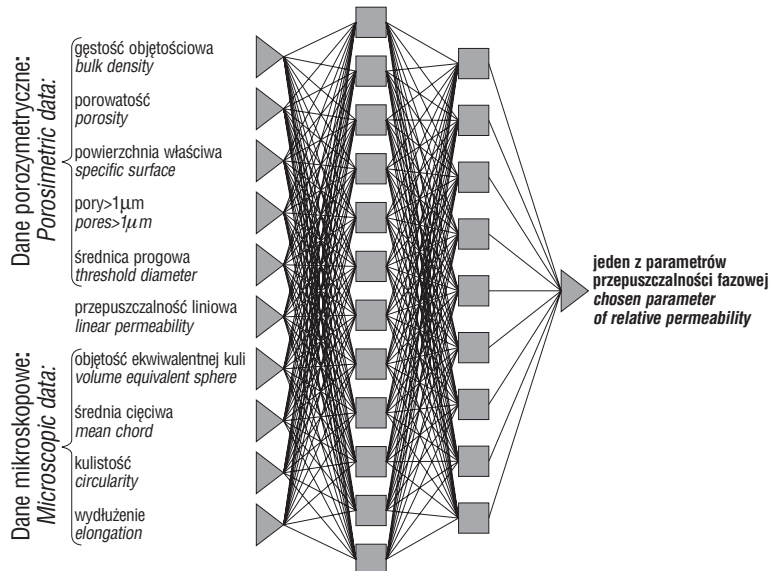 Dane porozymetryczne:
Porosimetric data:
gęstość objętościowa
bulk density
porowatość
porosity
powierzchnia właściwa
specific surface
pory>1µm
pores>1µm
średnica progowa
threshold diameter
przepuszczalność liniowa
linear permeability
Dane mikroskopowe:
Microscopic data:
objętość ekwiwalentnej kuli
volume equivalent sphere
średnia cięciwa
mean chord
kulistość
circularity
wydłużenie
elongation
jeden z parametrów
przepuszczalności fazowej
chosen parameter
of relative permeability